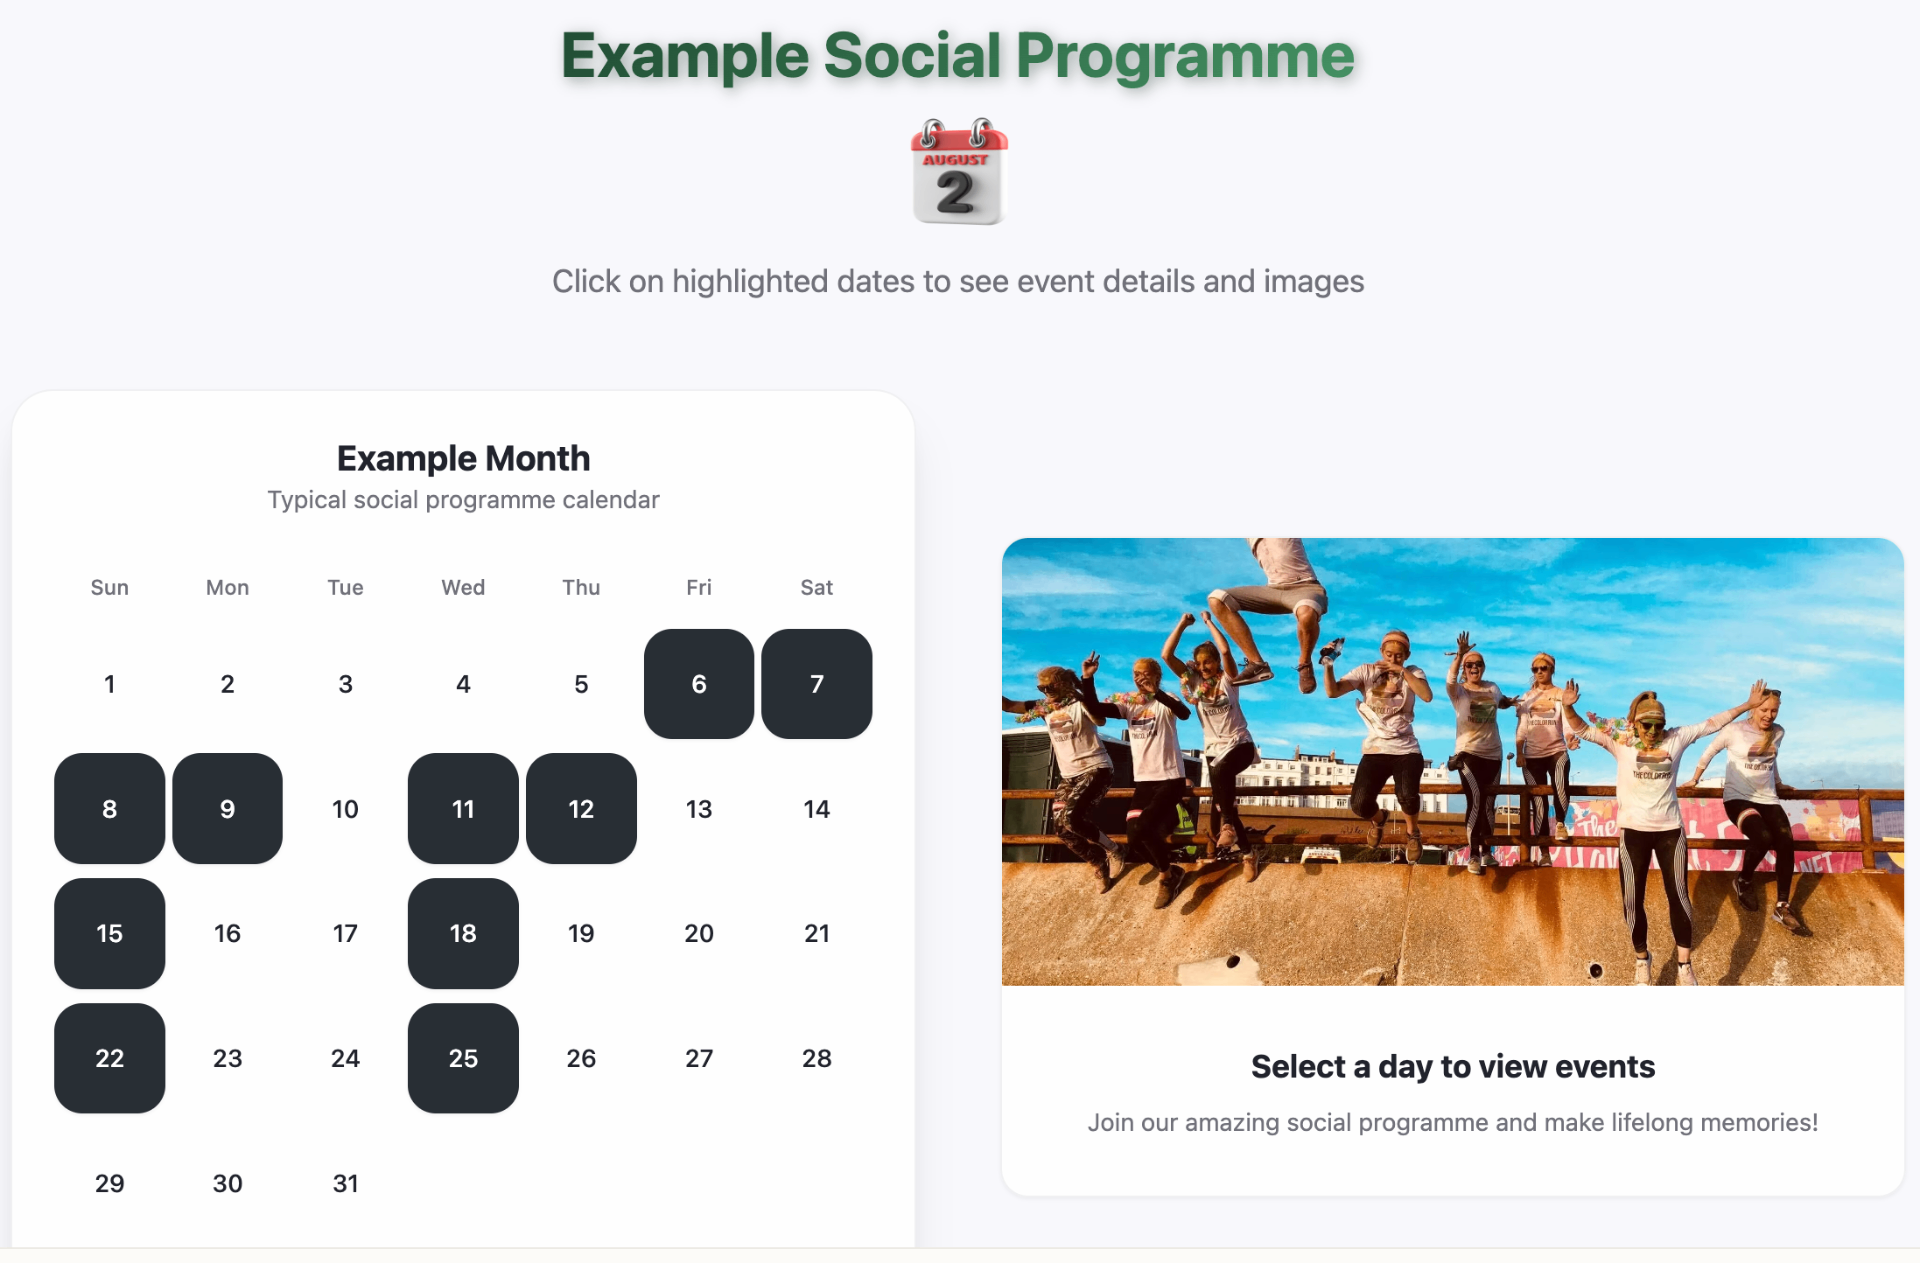 Example Social Programme
AUGUST
2
Click on highlighted dates to see event details and images
Example Month
Typical social programme calendar
Sun Mon Tue Wed Thu Fri Sat
1 2 3 4 5 6 7
8 9 10 11 12 13 14
15 16 17 18 19 20 21
22 23 24 25 26 27 28
29 30 31
The
Select a day to view events
Join our amazing social programme and make lifelong memories!